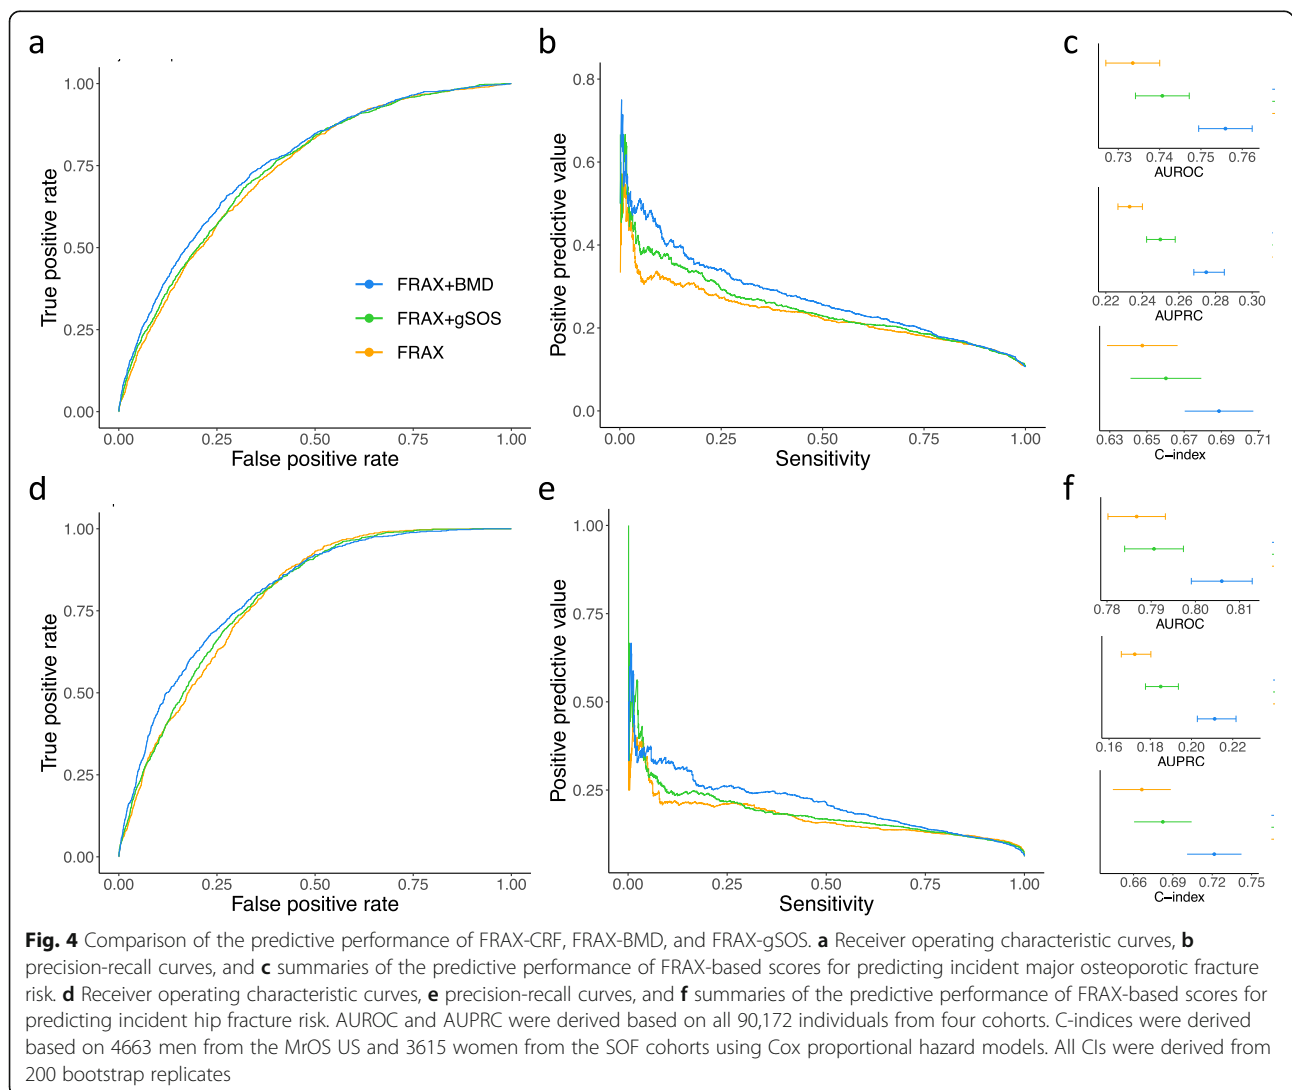 a
b
c
1.00
0.75
0.50
0.25
0.00
True positive rate
0.00 0.25 0.50 0.75 1.00
False positive rate
FRAX+BMD
FRAX+gSOS
FRAX
0.8
0.6
0.4
0.2
0.0
Positive predictive value
0.00 0.25 0.50 0.75 1.00
Sensitivity
0.73 0.74 0.75 0.76
AUROC
0.22 0.24 0.26 0.28 0.30
AUPRC
0.63 0.65 0.67 0.69 0.71
C−index
d
e
f
1.00
0.75
0.50
0.25
0.00
True positive rate
0.00 0.25 0.50 0.75 1.00
False positive rate
1.00
0.75
0.50
0.25
Positive predictive value
0.00 0.25 0.50 0.75 1.00
Sensitivity
0.78 0.79 0.80 0.81
AUROC
0.16 0.18 0.20 0.22
AUPRC
0.66 0.69 0.72 0.75
C−index
Fig. 4 Comparison of the predictive performance of FRAX-CRF, FRAX-BMD, and FRAX-gSOS. a Receiver operating characteristic curves, b
precision-recall curves, and c summaries of the predictive performance of FRAX-based scores for predicting incident major osteoporotic fracture
risk. d Receiver operating characteristic curves, e precision-recall curves, and f summaries of the predictive performance of FRAX-based scores for
predicting incident hip fracture risk. AUROC and AUPRC were derived based on all 90,172 individuals from four cohorts. C-indices were derived
based on 4663 men from the MrOS US and 3615 women from the SOF cohorts using Cox proportional hazard models. All CIs were derived from
200 bootstrap replicates